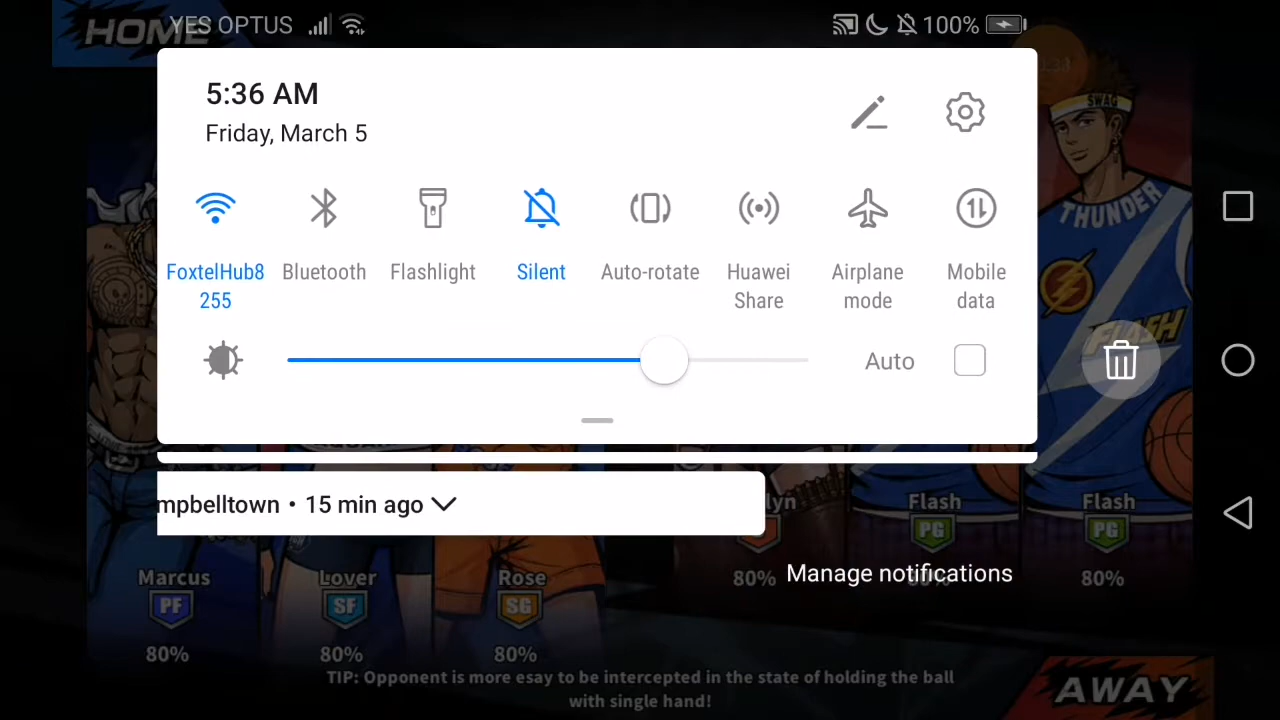 HOME
YES OPTUS
100%
5:36 AM
Friday, March 5
SWAG
THUNDER
FLASH
FoxtelHub8
255
Bluetooth
Flashlight
Silent
Auto-rotate
Huawei
Share
Airplane
mode
Mobile
data
Auto
mpbelltown • 15 min ago
lyn
Flash
Flash
PG
PG
80%
80%
Manage notifications
Marcus
Lover
Rose
PF
SF
SG
80%
80%
80%
TIP: Opponent is more esay to be intercepted in the state of holding the ball
with single hand!
AWAY